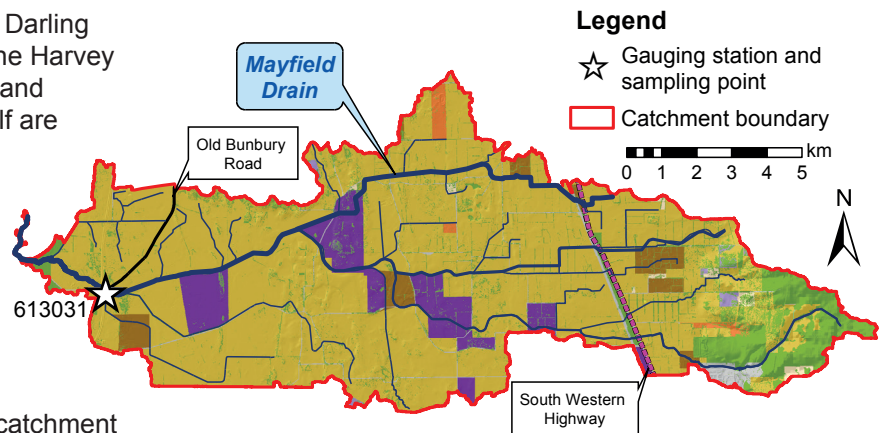 Darling
ne Harvey
and
lf are
Mayfield
Drain
Old Bunbury
Road
Legend
Gauging station and
sampling point
Catchment boundary
km
0 1 2 3 4 5
N
613031
South Western
Highway
catchment